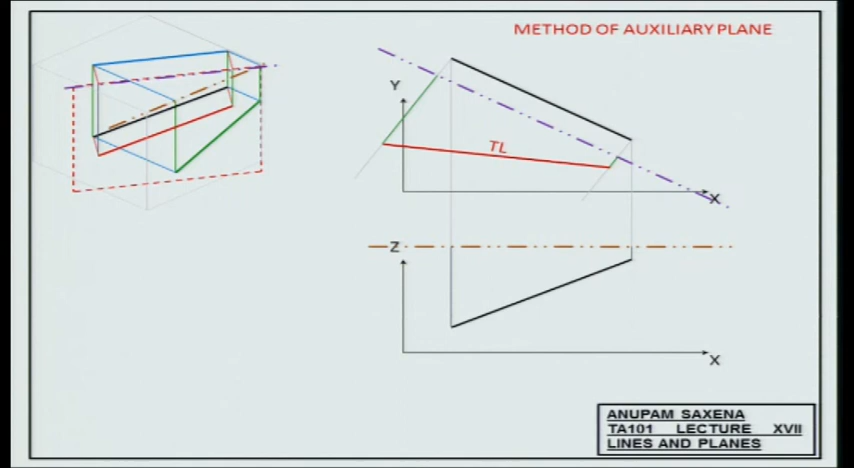 METHOD OF AUXILIARY PLANE
Y
TL
X
Z
X
ANUPAM SAXENA
TA101 LECTURE XVII
LINES AND PLANES